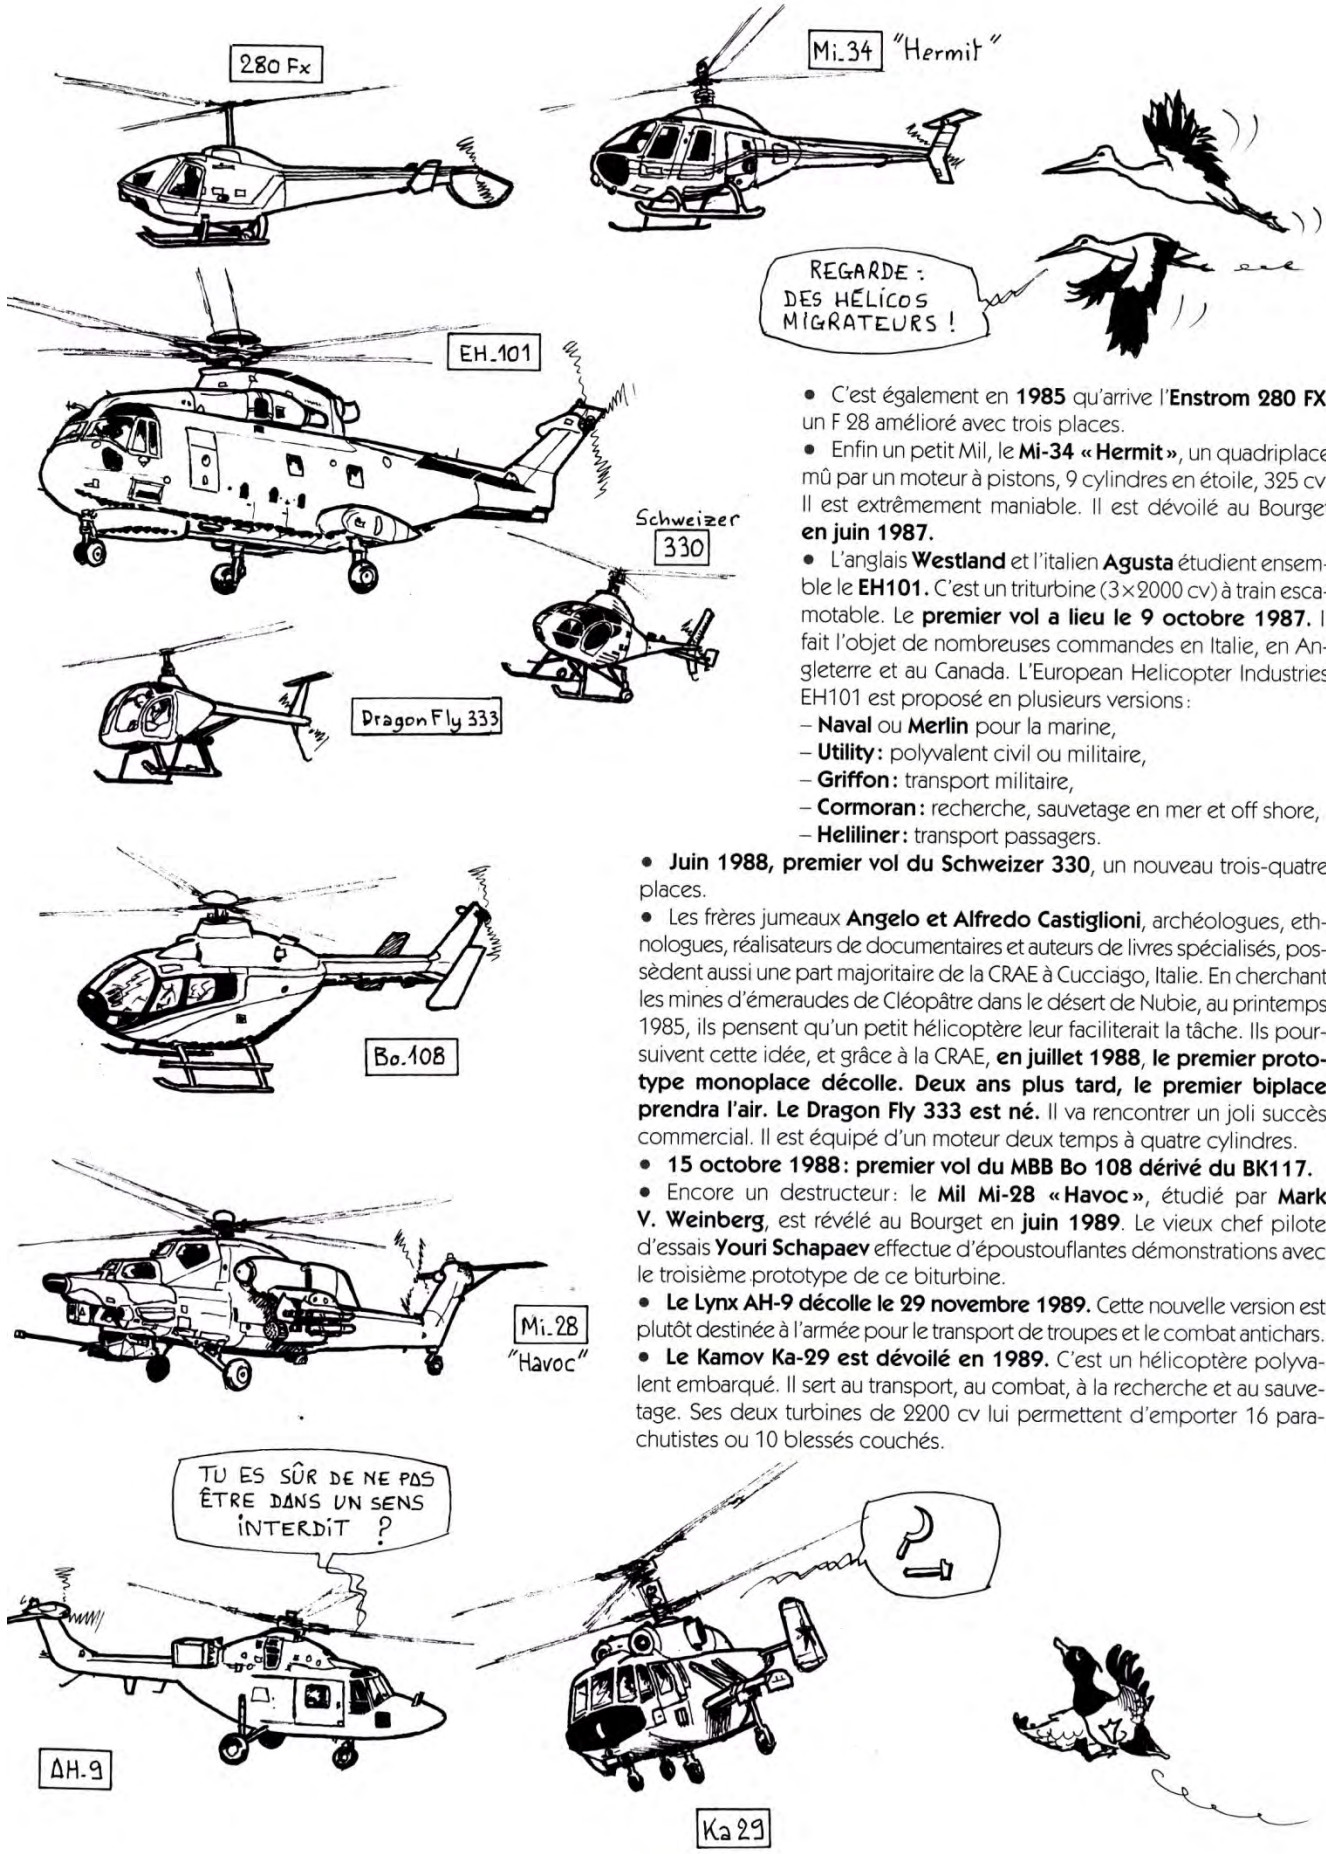 280 Fx
Mi-34 "Hermit"
REGARDE :
DES HÉLICOS
MIGRATEURS !
EH-101
• C'est également en 1985 qu'arrive l'Enstrom 280 FX
un F 28 amélioré avec trois places.
• Enfin un petit Mil, le Mi-34 « Hermit », un quadriplace
mû par un moteur à pistons, 9 cylindres en étoile, 325 cv
Il est extrêmement maniable. Il est dévoilé au Bourget
en juin 1987.
• L'anglais Westland et l'italien Agusta étudient ensem-
ble le EH101. C'est un triturbine (3×2000 cv) à train esca-
motable. Le premier vol a lieu le 9 octobre 1987. I
fait l'objet de nombreuses commandes en Italie, en An-
gleterre et au Canada. L'European Helicopter Industries
EH101 est proposé en plusieurs versions :
– Naval ou Merlin pour la marine,
– Utility : polyvalent civil ou militaire,
– Griffon : transport militaire,
– Cormoran : recherche, sauvetage en mer et off shore,
– Heliliner : transport passagers.
Schweizer
330
Dragon Fly 333
• Juin 1988, premier vol du Schweizer 330, un nouveau trois-quatre
places.
• Les frères jumeaux Angelo et Alfredo Castiglioni, archéologues, eth-
nologues, réalisateurs de documentaires et auteurs de livres spécialisés, pos-
sèdent aussi une part majoritaire de la CRAE à Cucciago, Italie. En cherchant
les mines d'émeraudes de Cléopâtre dans le désert de Nubie, au printemps
1985, ils pensent qu'un petit hélicoptère leur faciliterait la tâche. Ils pour-
suivent cette idée, et grâce à la CRAE, en juillet 1988, le premier proto-
type monoplace décolle. Deux ans plus tard, le premier biplace
prendra l'air. Le Dragon Fly 333 est né. Il va rencontrer un joli succès
commercial. Il est équipé d'un moteur deux temps à quatre cylindres.
• 15 octobre 1988 : premier vol du MBB Bo 108 dérivé du BK117.
• Encore un destructeur : le Mil Mi-28 « Havoc », étudié par Mark
V. Weinberg, est révélé au Bourget en juin 1989. Le vieux chef pilote
d'essais Youri Schapaev effectue d'époustouflantes démonstrations avec
le troisième prototype de ce biturbine.
• Le Lynx AH-9 décolle le 29 novembre 1989. Cette nouvelle version est
plutôt destinée à l'armée pour le transport de troupes et le combat antichars.
• Le Kamov Ka-29 est dévoilé en 1989. C'est un hélicoptère polyva-
lent embarqué. Il sert au transport, au combat, à la recherche et au sauve-
tage. Ses deux turbines de 2200 cv lui permettent d'emporter 16 para-
chutistes ou 10 blessés couchés.
Bo-108
Mi-28
"Havoc"
TU ES SÛR DE NE PAS
ÊTRE DANS UN SENS
INTERDIT ?
AH-9
Ka 29